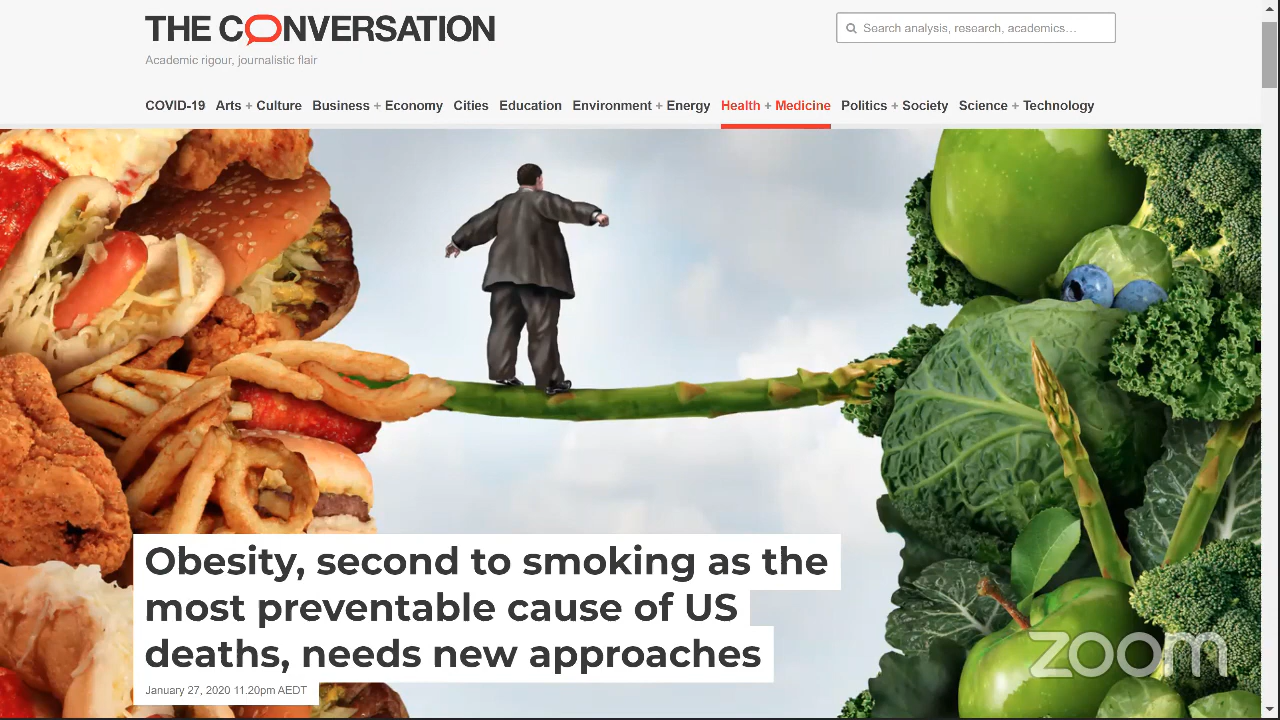 THE CONVERSATION
Search analysis, research, academics...
Academic rigour, journalistic flair
COVID-19 Arts + Culture Business + Economy Cities Education Environment + Energy Health + Medicine Politics + Society Science + Technology
Obesity, second to smoking as the
most preventable cause of US
deaths, needs new approaches
January 27, 2020 11.20pm AEDT
zoom